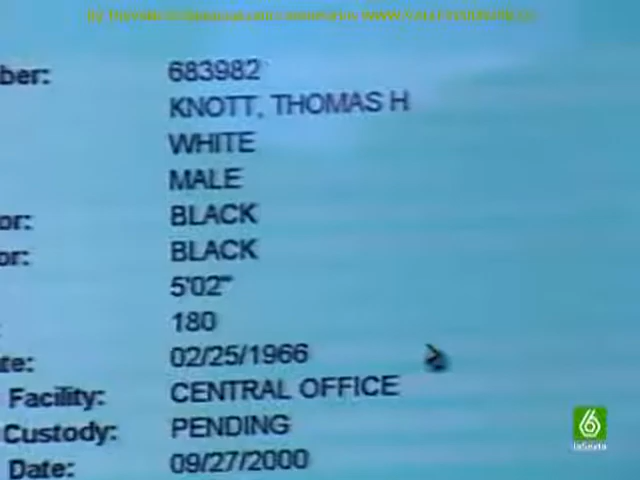 ber: 683982
KNOTT, THOMAS H
WHITE
MALE
or: BLACK
or: BLACK
5'02"
180
te: 02/25/1966
Facility: CENTRAL OFFICE
Custody: PENDING
Date: 09/27/2000
6
laSexta